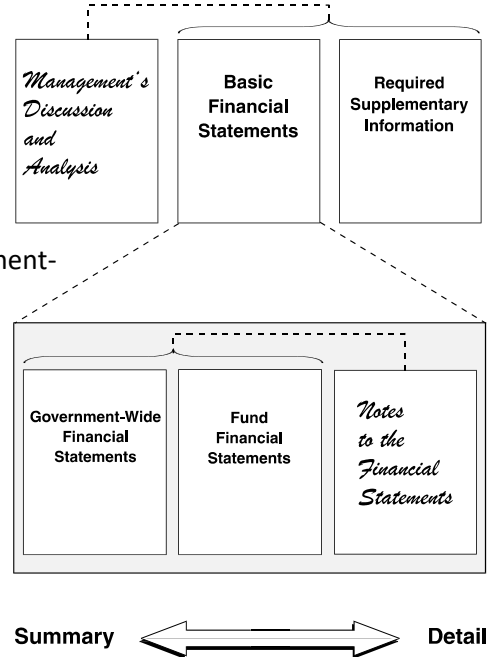 Management's
Discussion
and
Analysis
Basic
Financial
Statements
Required
Supplementary
Information
ment-
Government-Wide
Financial
Statements
Fund
Financial
Statements
Notes
to the
Financial
Statements
Summary
Detail